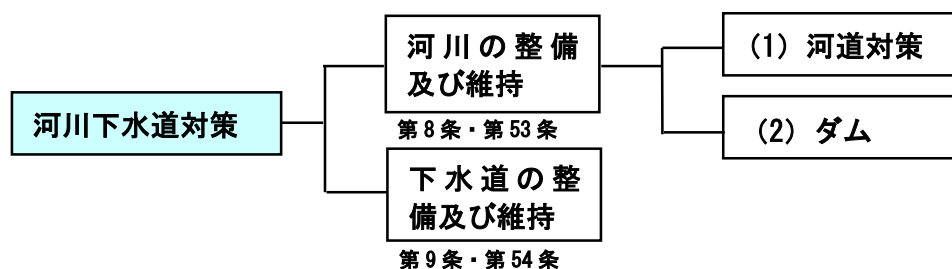 河川下水道対策
河川の整備
及び維持
第8条・第53条
下水道の整
備及び維持
第9条・第54条
(1) 河道対策
(2) ダム